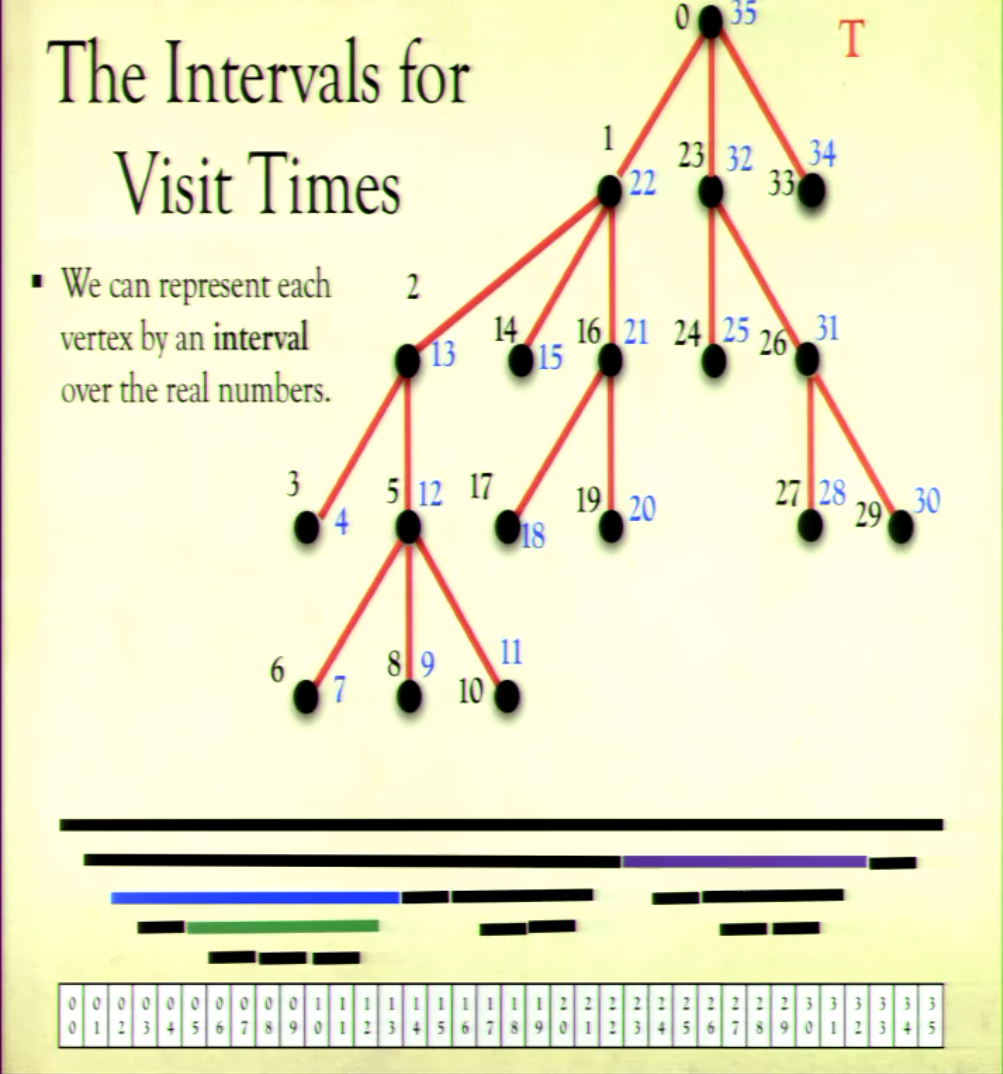 The Intervals for
Visit Times
▪ We can represent each
vertex by an interval
over the real numbers.
T
0 35
1 22
23 32
33 34
2 13
14 15
16 21
24 25
26 31
3 4
5 12
17 18
19 20
27 28
29 30
6 7
8 9
10 11
00 01 02 03 04 05 06 07 08 09 10 11 12 13 14 15 16 17 18 19 20 21 22 23 24 25 26 27 28 29 30 31 32 33 34 35